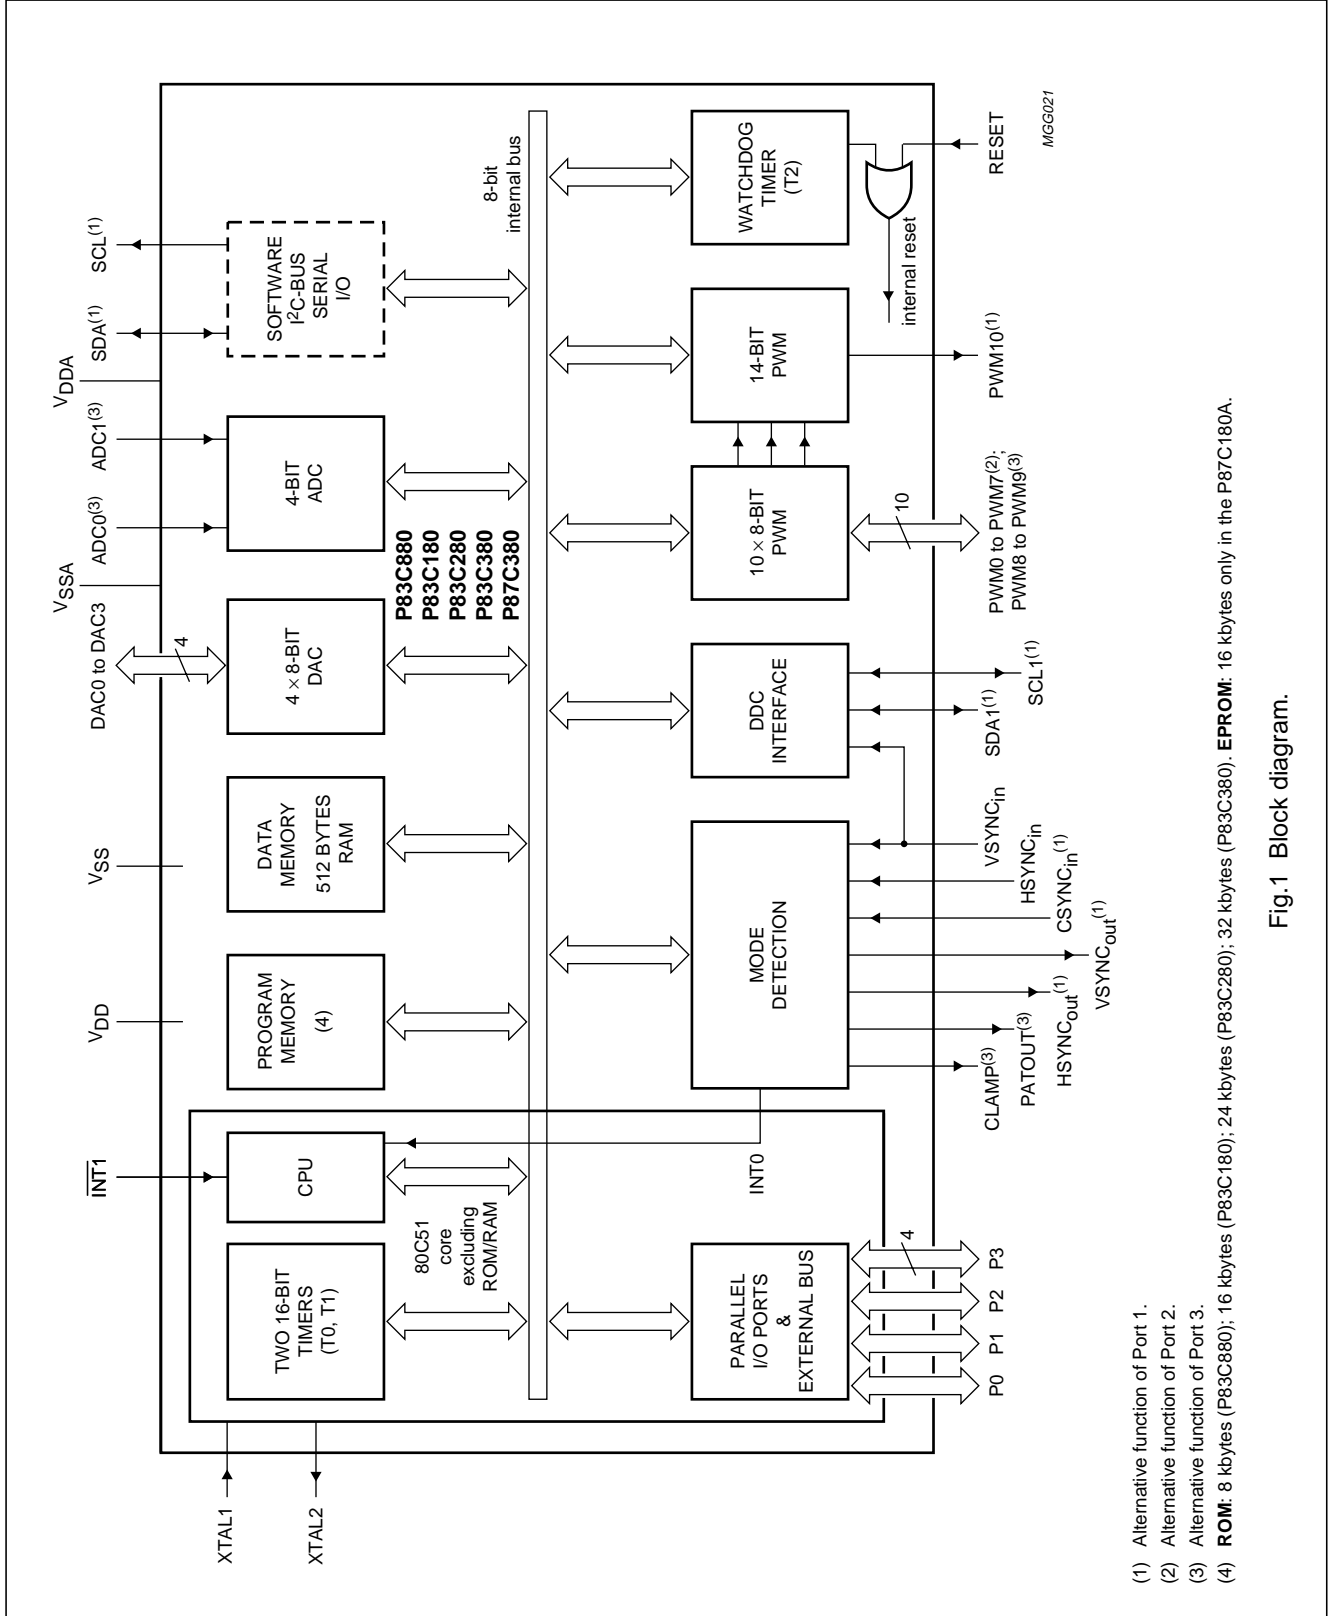 XTAL1
XTAL2
INT1
VDD
VSS
DAC0 to DAC3
VSSA
ADC0(3)
ADC1(3)
VDDA
SDA(1)
SCL(1)
4
TWO 16-BIT
TIMERS
(T0, T1)
CPU
PROGRAM
MEMORY
(4)
DATA
MEMORY
512 BYTES
RAM
4 × 8-BIT
DAC
4-BIT
ADC
SOFTWARE
I2C-BUS
SERIAL
I/O
80C51
core
excluding
ROM/RAM
P83C880
P83C180
P83C280
P83C380
P87C380
8-bit
internal bus
PARALLEL
I/O PORTS
&
EXTERNAL BUS
INT0
MODE
DETECTION
DDC
INTERFACE
10 × 8-BIT
PWM
14-BIT
PWM
WATCHDOG
TIMER
(T2)
internal reset
4
10
P0
P1
P2
P3
CLAMP(3)
PATOUT(3)
HSYNCout(1)
VSYNCout(1)
CSYNCin(1)
HSYNCin
VSYNCin
SDA1(1)
SCL1(1)
PWM0 to PWM7(2);
PWM8 to PWM9(3)
PWM10(1)
RESET
MGG021
(1) Alternative function of Port 1.
(2) Alternative function of Port 2.
(3) Alternative function of Port 3.
(4) ROM: 8 kbytes (P83C880); 16 kbytes (P83C180); 24 kbytes (P83C280); 32 kbytes (P83C380). EPROM: 16 kbytes only in the P87C180A.
Fig.1 Block diagram.